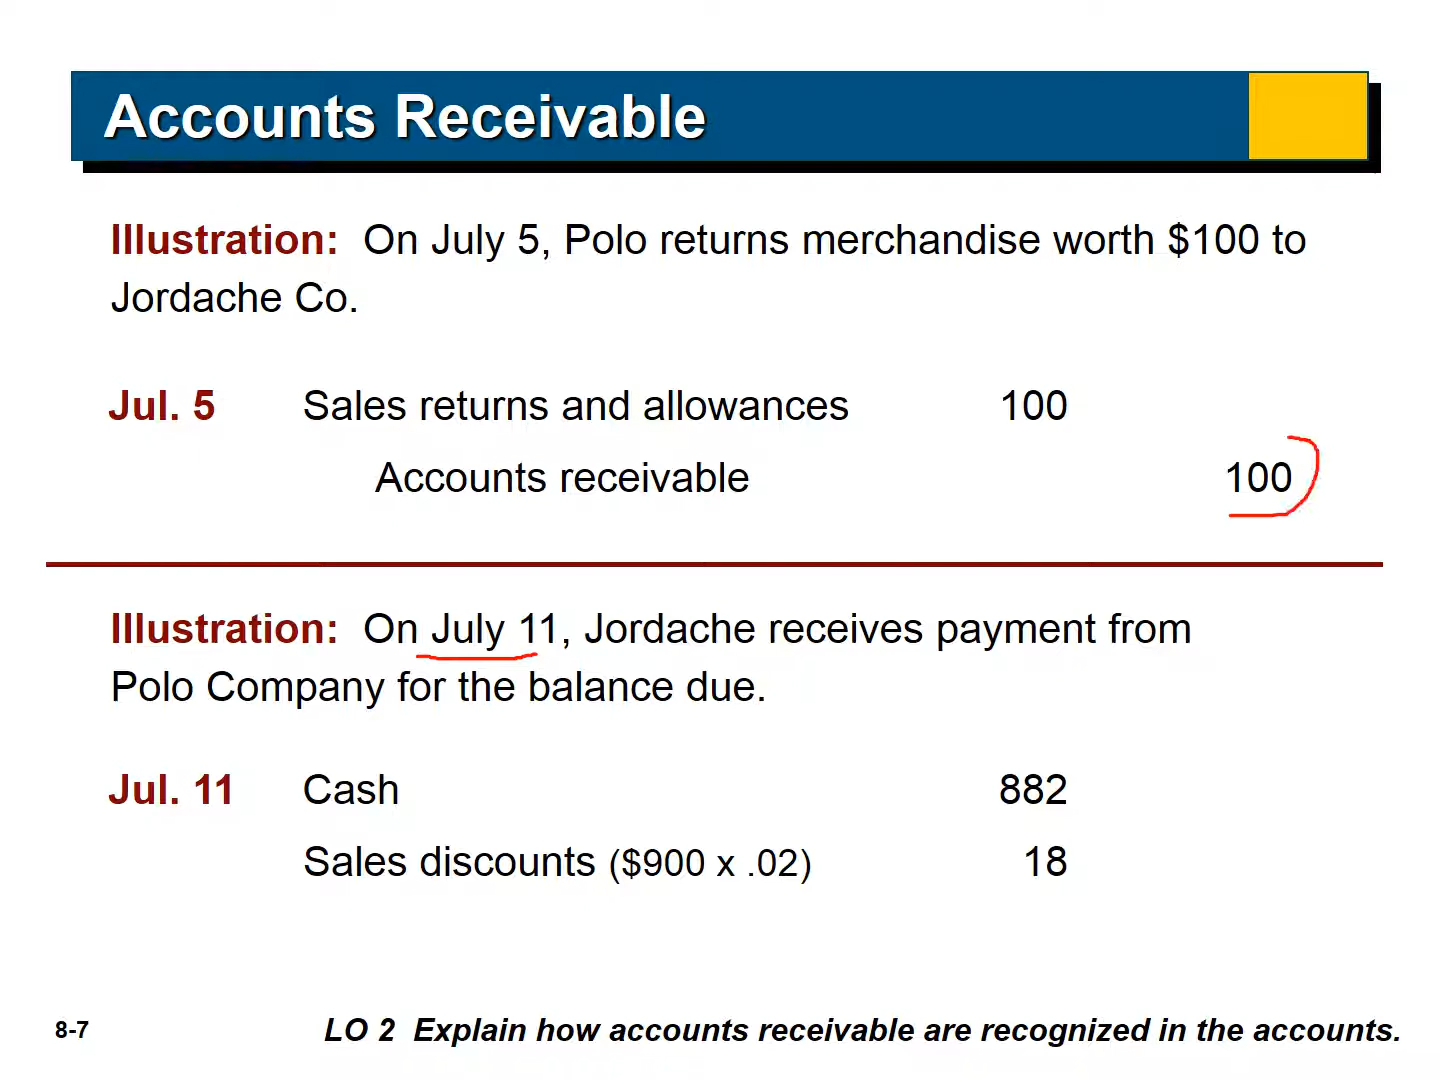 Accounts Receivable
Illustration: On July 5, Polo returns merchandise worth $100 to
Jordache Co.
Jul. 5 Sales returns and allowances 100
Accounts receivable 100
Illustration: On July 11, Jordache receives payment from
Polo Company for the balance due.
Jul. 11 Cash 882
Sales discounts ($900 x .02) 18
8-7 LO 2 Explain how accounts receivable are recognized in the accounts.